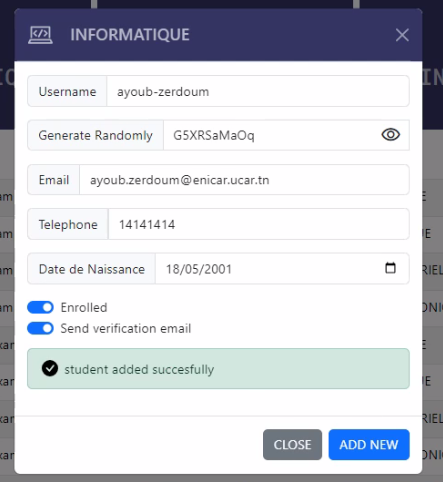 INFORMATIQUE
Username ayoub-zerdoum
Generate Randomly G5XRSaMaOq
Email ayoub.zerdoum@enicar.ucar.tn
Telephone 14141414
Date de Naissance 18/05/2001
Enrolled
Send verification email
student added succesfully
CLOSE ADD NEW